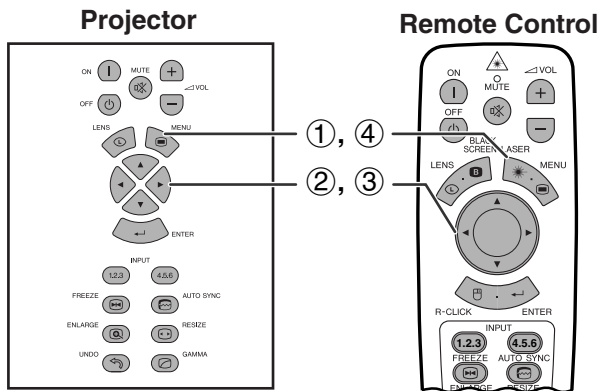 Projector
ON
MUTE
VOL
OFF
LENS
MENU
L
ENTER
INPUT
1.2.3
4.5.6
FREEZE
AUTO SYNC
ENLARGE
RESIZE
UNDO
GAMMA
①, ④
②, ③
Remote Control
ON
MUTE
VOL
OFF
BLACK
SCREEN LASER
LENS
B
MENU
L
R-CLICK
ENTER
INPUT
1.2.3
4.5.6
FREEZE
AUTO SYNC
ENLARGE
RESIZE